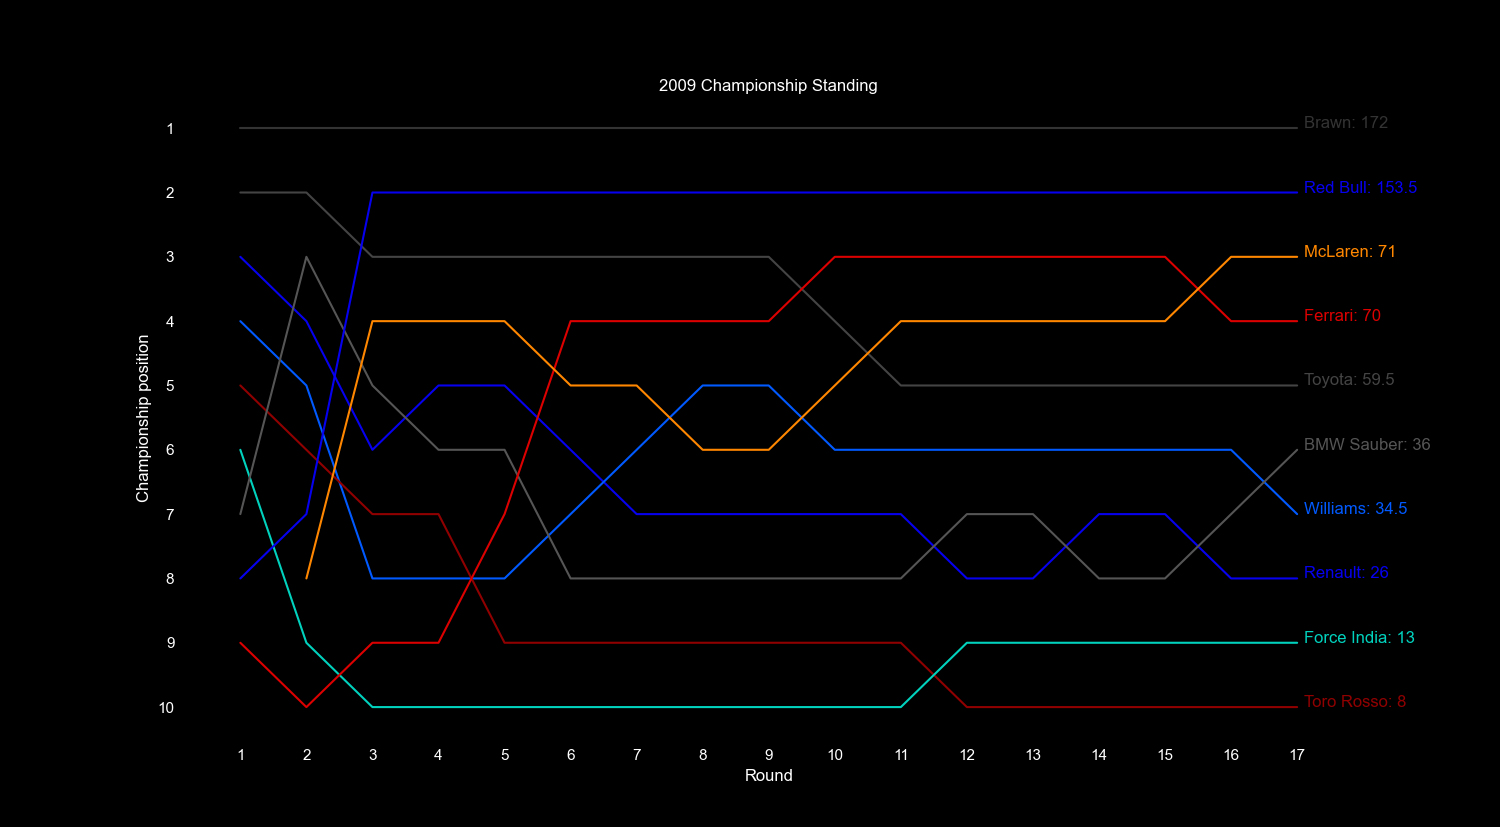 2009 Championship Standing
1
Brawn: 172
2
Red Bull: 153.5
3
McLaren: 71
4
Ferrari: 70
Championship position
5
Toyota: 59.5
6
BMW Sauber: 36
7
Williams: 34.5
8
Renault: 26
9
Force India: 13
10
Toro Rosso: 8
1 2 3 4 5 6 7 8 9 10 11 12 13 14 15 16 17
Round